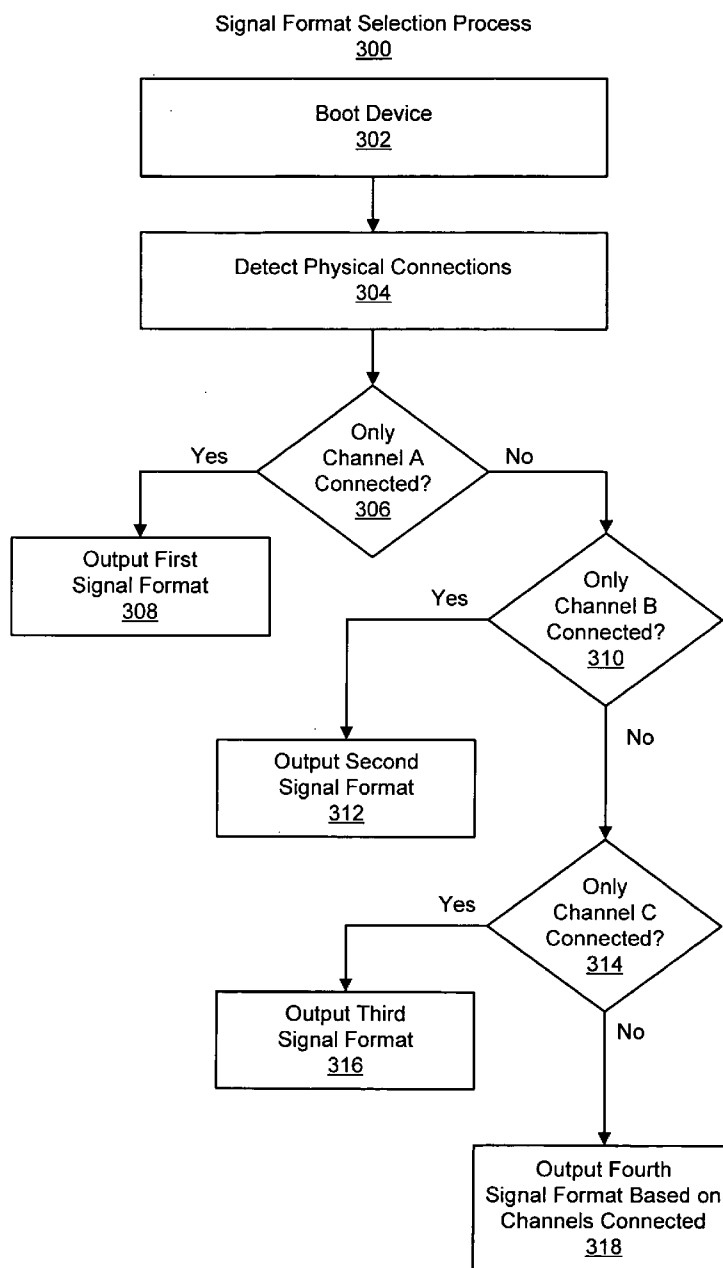 Signal Format Selection Process
300
Boot Device
302
Detect Physical Connections
304
Only
Channel A
Connected?
306
Yes
No
Output First
Signal Format
308
Only
Channel B
Connected?
310
Yes
No
Output Second
Signal Format
312
Only
Channel C
Connected?
314
Yes
No
Output Third
Signal Format
316
Output Fourth
Signal Format Based on
Channels Connected
318